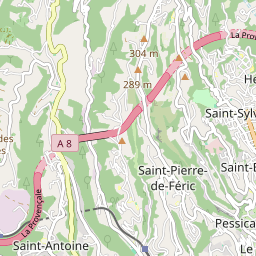 304 m
La Provençale
289 m
He
Saint-Sylv
A 8
des
es
Saint-Pierre-
de-Féric
Saint-E
La Provençale
Pessica
Saint-Antoine
Le